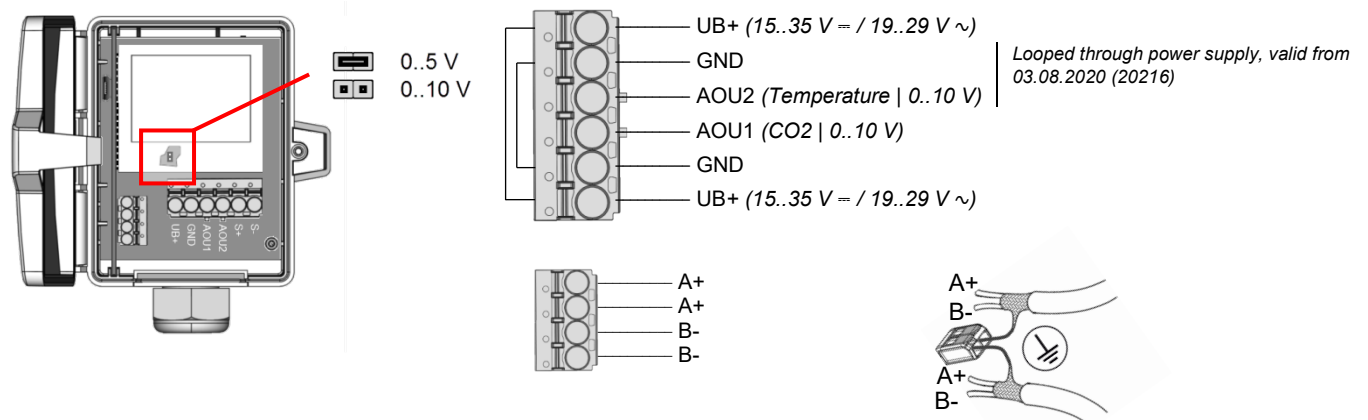 0..5 V
0..10 V
UB+
GND
AOU1
AOU2
S+
S-
UB+ (15..35 V ⎓ / 19..29 V ∿)
GND
AOU2 (Temperature | 0..10 V)
AOU1 (CO2 | 0..10 V)
GND
UB+ (15..35 V ⎓ / 19..29 V ∿)
Looped through power supply, valid from
03.08.2020 (20216)
A+
A+
B-
B-
A+
B-
A+
B-